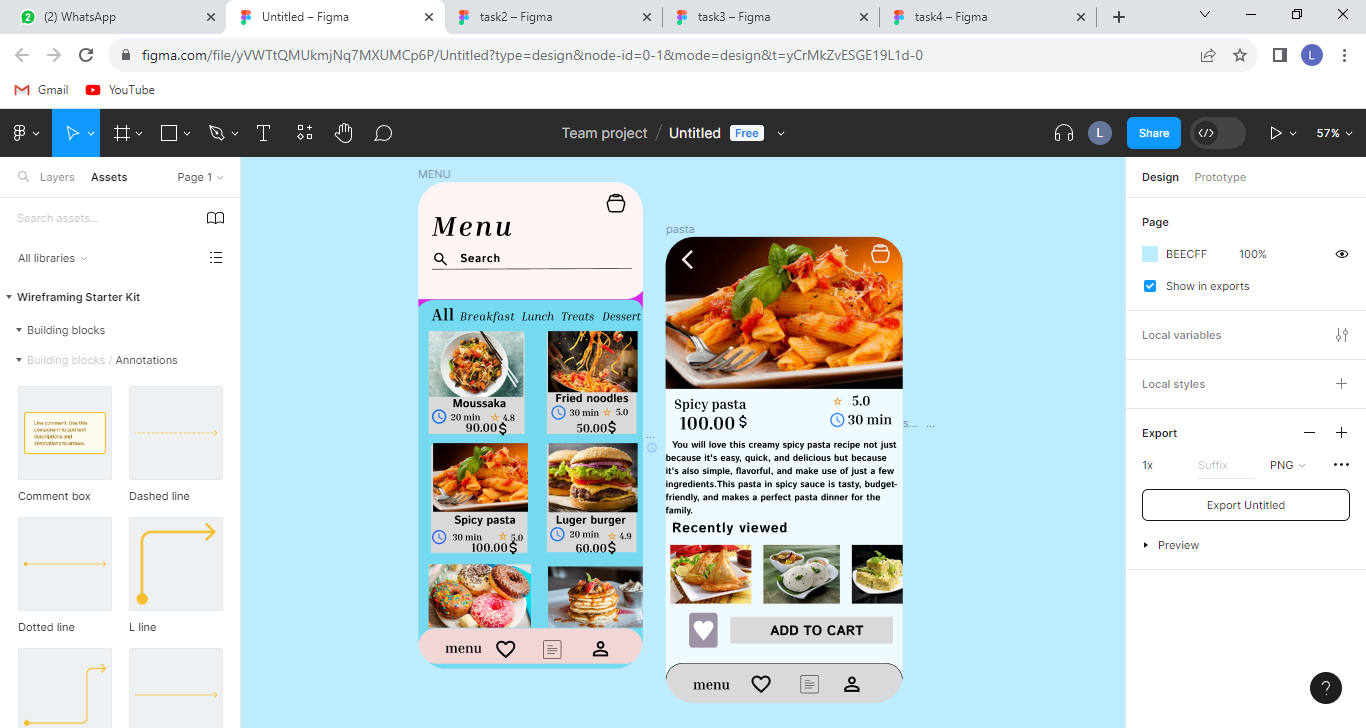 (2) WhatsApp
Untitled – Figma
task2 – Figma
task3 – Figma
task4 – Figma
figma.com/file/yVWTtQMUkmjNq7MXUMCp6P/Untitled?type=design&node-id=0-1&mode=design&t=yCrMkZvESGE19L1d-0
L
Gmail
YouTube
Team project / Untitled Free
L
Share
57%
Layers Assets Page 1
Search assets...
All libraries
Wireframing Starter Kit
Building blocks
Building blocks / Annotations
Line comment. Use this
component to add text
descriptions and
annotations to arrows.
Comment box
Dashed line
Dotted line
L line
MENU
Menu
Search
All Breakfast Lunch Treats Dessert
Moussaka
20 min 4.8
90.00$
Fried noodles
30 min 5.0
50.00$
Spicy pasta
30 min 5.0
100.00$
Luger burger
20 min 4.9
60.00$
menu
pasta
Spicy pasta
100.00 $
5.0
30 min
s... ...
...
You will love this creamy spicy pasta recipe not just
because it's easy, quick, and delicious but because
it's also simple, flavorful, and make use of just a few
ingredients.This pasta in spicy sauce is tasty, budget-
friendly, and makes a perfect pasta dinner for the
family.
Recently viewed
ADD TO CART
menu
Design Prototype
Page
BEECFF 100%
Show in exports
Local variables
Local styles
Export
1x Suffix PNG
Export Untitled
Preview
?